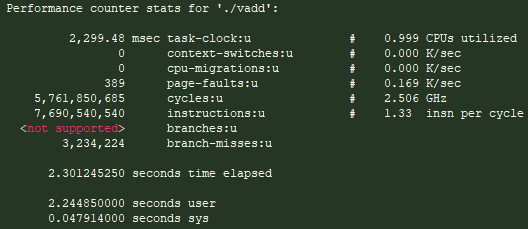 Performance counter stats for './vadd':
2,299.48 msec task-clock:u # 0.999 CPUs utilized
0 context-switches:u # 0.000 K/sec
0 cpu-migrations:u # 0.000 K/sec
389 page-faults:u # 0.169 K/sec
5,761,850,685 cycles:u # 2.506 GHz
7,690,540,540 instructions:u # 1.33 insn per cycle
<not supported> branches:u
3,234,224 branch-misses:u
2.301245250 seconds time elapsed
2.244850000 seconds user
0.047914000 seconds sys